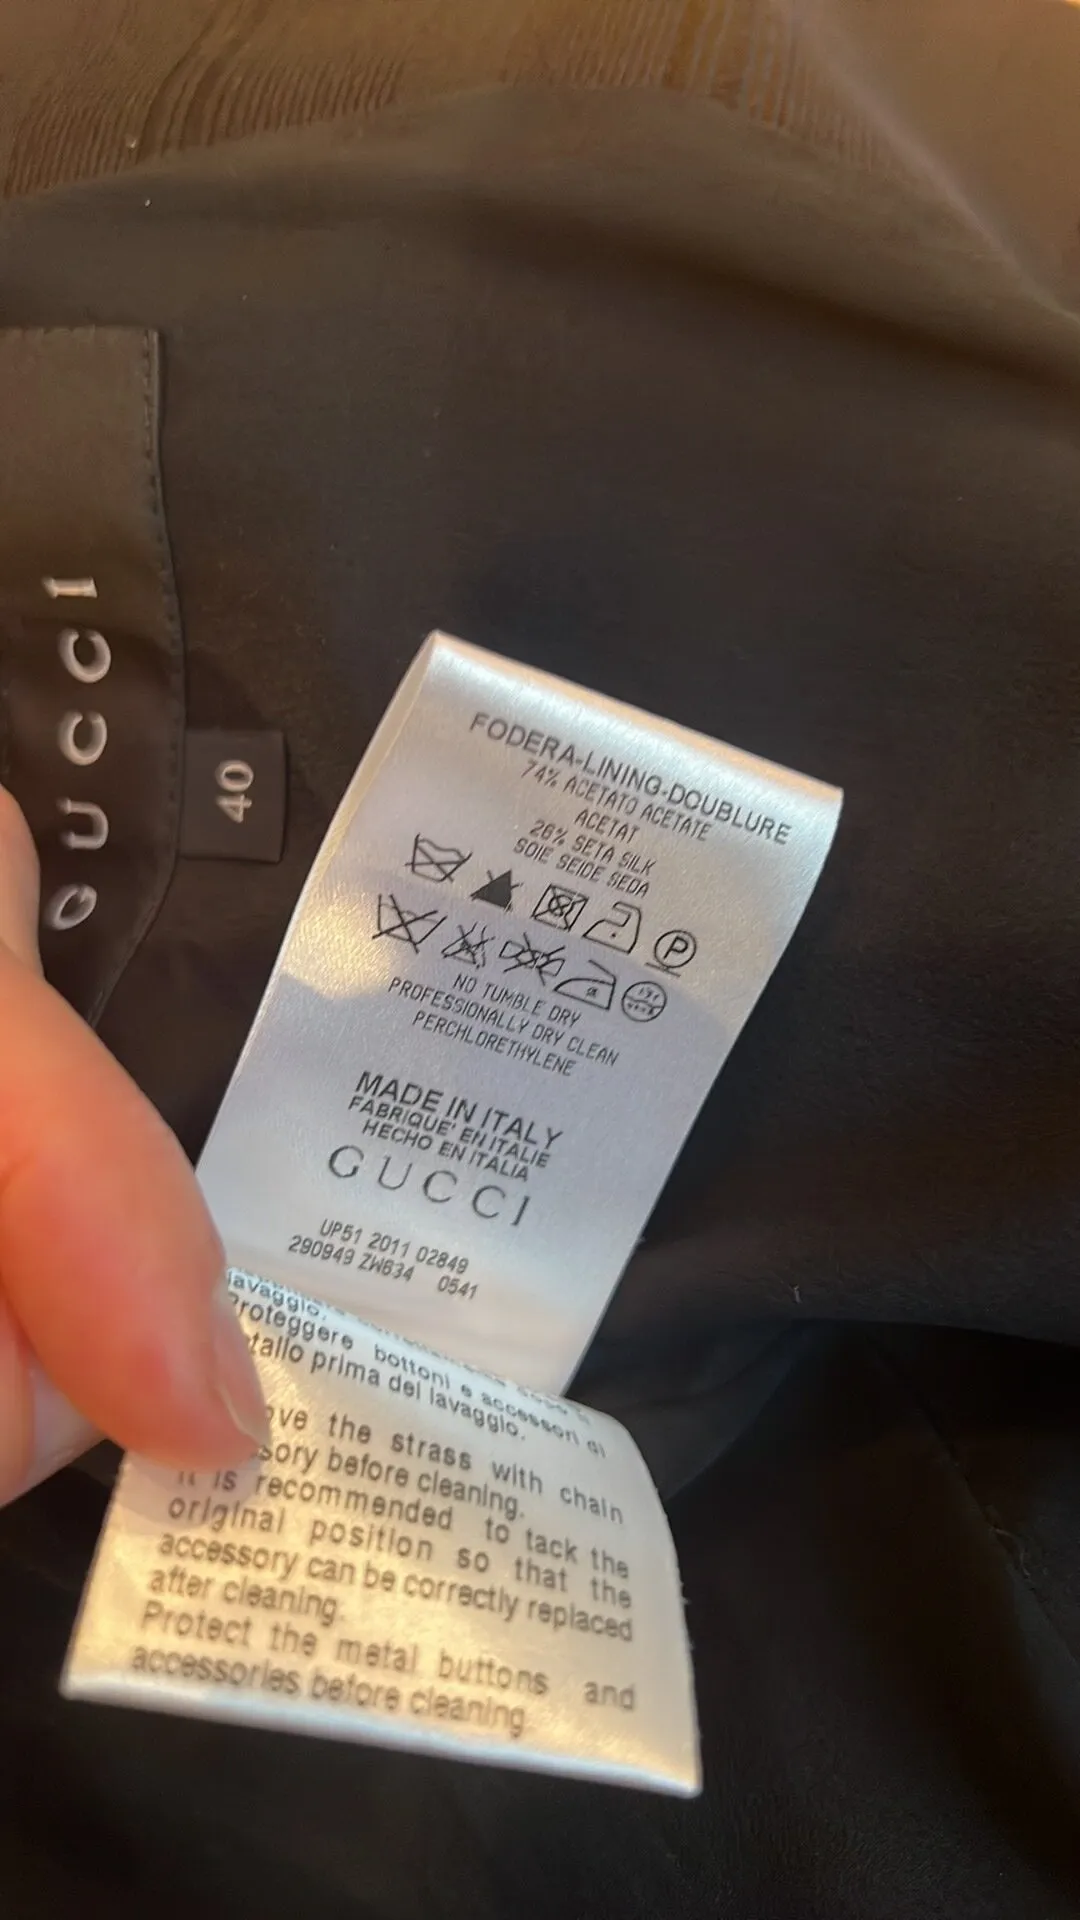 GUCCI
40
FODERA-LINING-DOUBLURE
74% ACETATO ACETATE
ACETAT
26% SETA SILK
SOIE SEIDE SEDA
P
NO TUMBLE DRY
PROFESSIONALLY DRY CLEAN
PERCHLORETHYLENE
MADE IN ITALY
FABRIQUE' EN ITALIE
HECHO EN ITALIA
GUCCI
UP51 2011 02849
290949 ZW634 0541
lavaggio.
Proteggere bottoni e accessori di
tallo prima del lavaggio.
ove the strass with chain
sory before cleaning.
It is recommended to tack the
original position so that the
accessory can be correctly replaced
after cleaning.
Protect the metal buttons and
accessories before cleaning.